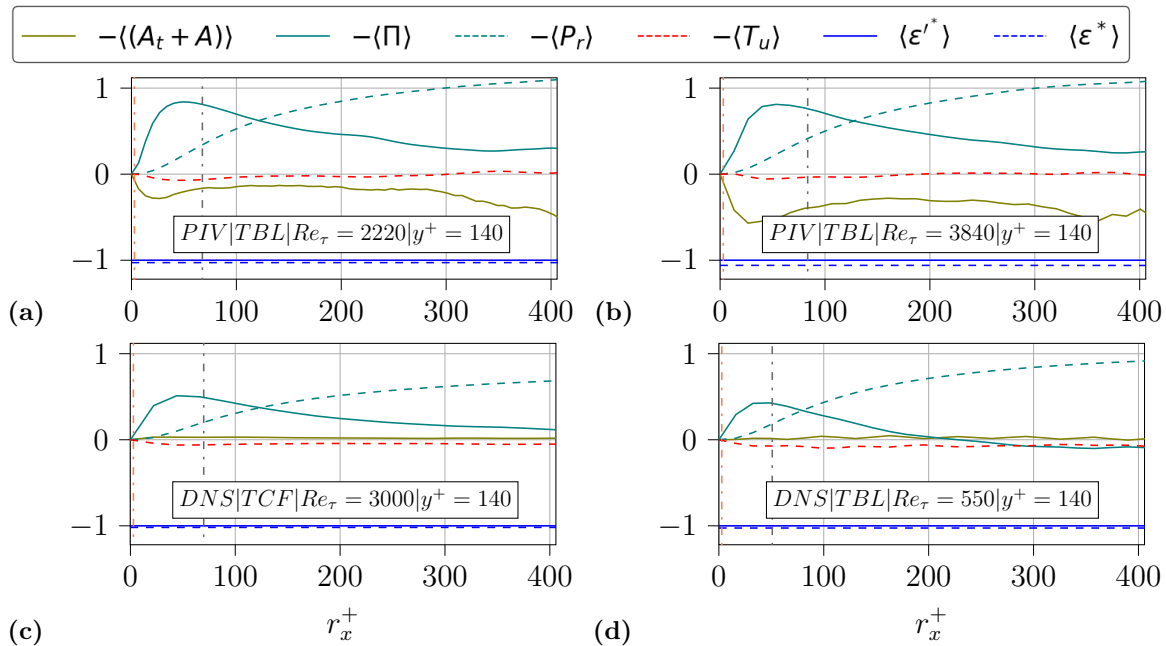 −⟨(A_t + A)⟩ −⟨Π⟩ −⟨P_r⟩ −⟨T_u⟩ ⟨ε′*⟩ ⟨ε*⟩
1
0
−1
PIV|TBL|Re_τ = 2220|y⁺ = 140
0 100 200 300 400
(a)
1
0
−1
PIV|TBL|Re_τ = 3840|y⁺ = 140
0 100 200 300 400
(b)
1
0
−1
DNS|TCF|Re_τ = 3000|y⁺ = 140
0 100 200 300 400
(c)
r_x⁺
1
0
−1
DNS|TBL|Re_τ = 550|y⁺ = 140
0 100 200 300 400
(d)
r_x⁺